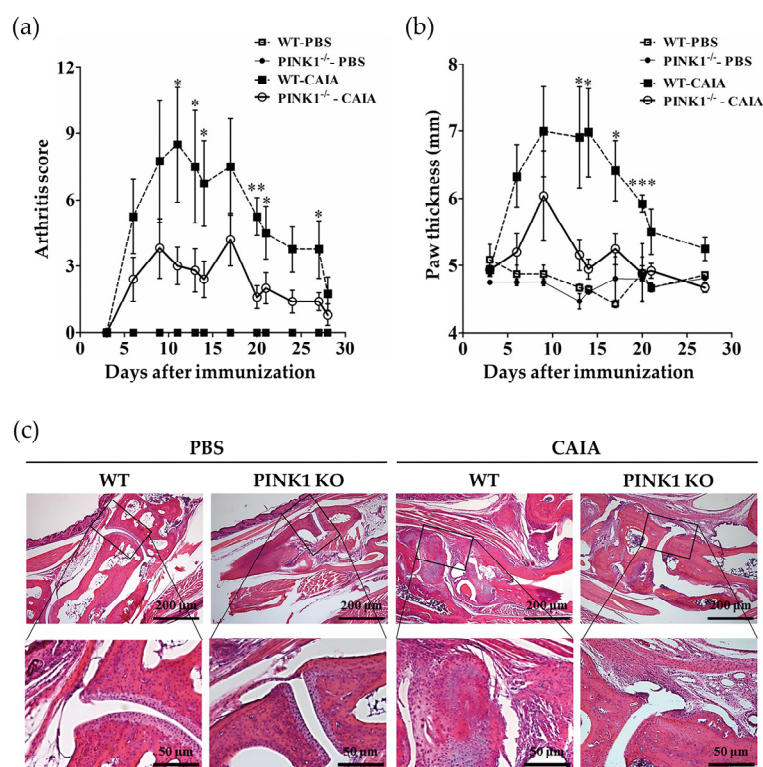 (a)
WT-PBS
PINK1-/-- PBS
WT-CAIA
PINK1-/- - CAIA
Arthritis score
12
9
6
3
0
* * * ** * *
0 5 10 15 20 25 30
Days after immunization
(b)
WT-PBS
PINK1-/-- PBS
WT-CAIA
PINK1-/- - CAIA
Paw thickness (mm)
8
7
6
5
4
* * * ***
0 5 10 15 20 25 30
Days after immunization
(c)
PBS CAIA
WT PINK1 KO WT PINK1 KO
200 μm 200 μm 200 μm 200 μm
50 μm 50 μm 50 μm 50 μm